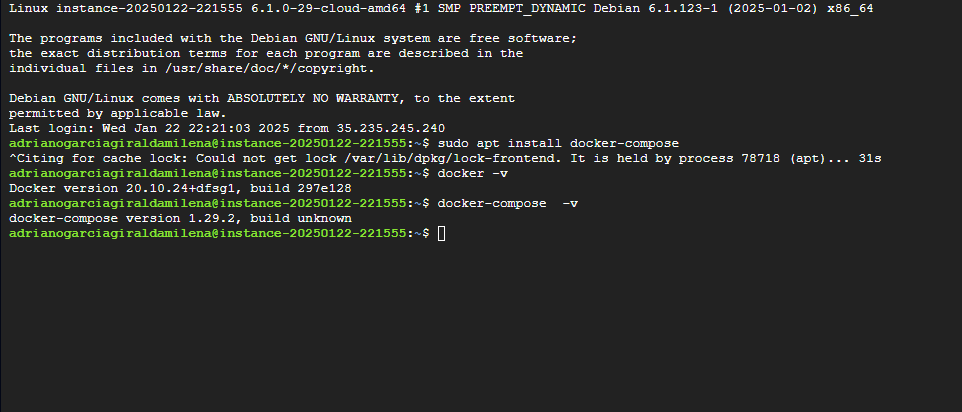 Linux instance-20250122-221555 6.1.0-29-cloud-amd64 #1 SMP PREEMPT_DYNAMIC Debian 6.1.123-1 (2025-01-02) x86_64
The programs included with the Debian GNU/Linux system are free software;
the exact distribution terms for each program are described in the
individual files in /usr/share/doc/*/copyright.
Debian GNU/Linux comes with ABSOLUTELY NO WARRANTY, to the extent
permitted by applicable law.
Last login: Wed Jan 22 22:21:03 2025 from 35.235.245.240
adrianogarciagiraldamilena@instance-20250122-221555:~$ sudo apt install docker-compose
^Citing for cache lock: Could not get lock /var/lib/dpkg/lock-frontend. It is held by process 78718 (apt)... 31s
adrianogarciagiraldamilena@instance-20250122-221555:~$ docker -v
Docker version 20.10.24+dfsg1, build 297e128
adrianogarciagiraldamilena@instance-20250122-221555:~$ docker-compose  -v
docker-compose version 1.29.2, build unknown
adrianogarciagiraldamilena@instance-20250122-221555:~$